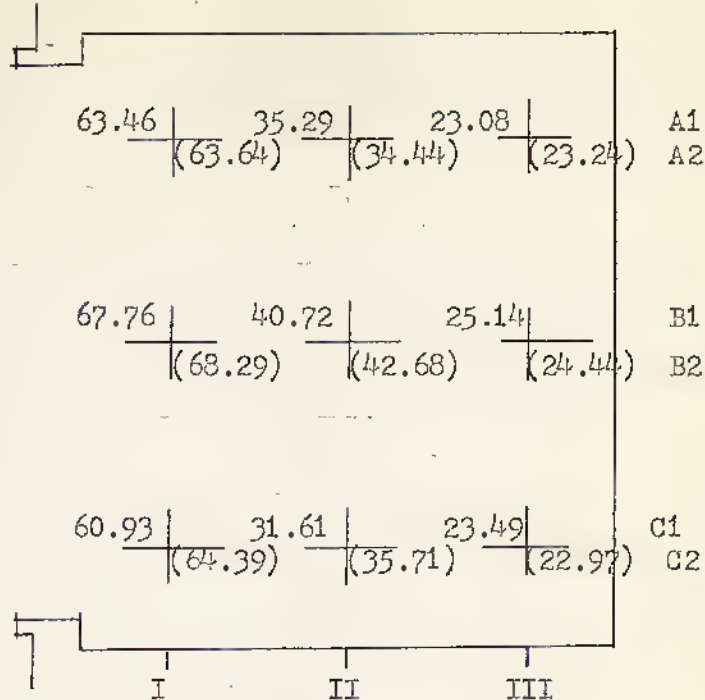 63.46 35.29 23.08 A1
(63.64) (34.44) (23.24) A2
67.76 40.72 25.14 B1
(68.29) (42.68) (24.44) B2
60.93 31.61 23.49 C1
(64.39) (35.71) (22.97) C2
I II III